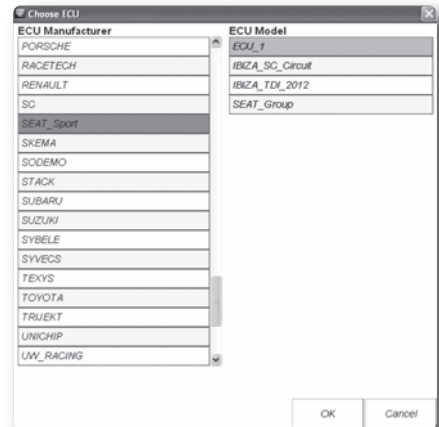 Choose ECU
ECU Manufacturer
PORSCHE
RACETECH
RENAULT
SC
SEAT_Sport
SKEMA
SODEMO
STACK
SUBARU
SUZUKI
SYBELE
SYVECS
TEXYS
TOYOTA
TRIJEKT
UNICHIP
UW_RACING
ECU Model
ECU_1
IBIZA_SC_Circuit
IBIZA_TDI_2012
SEAT_Group
OK
Cancel